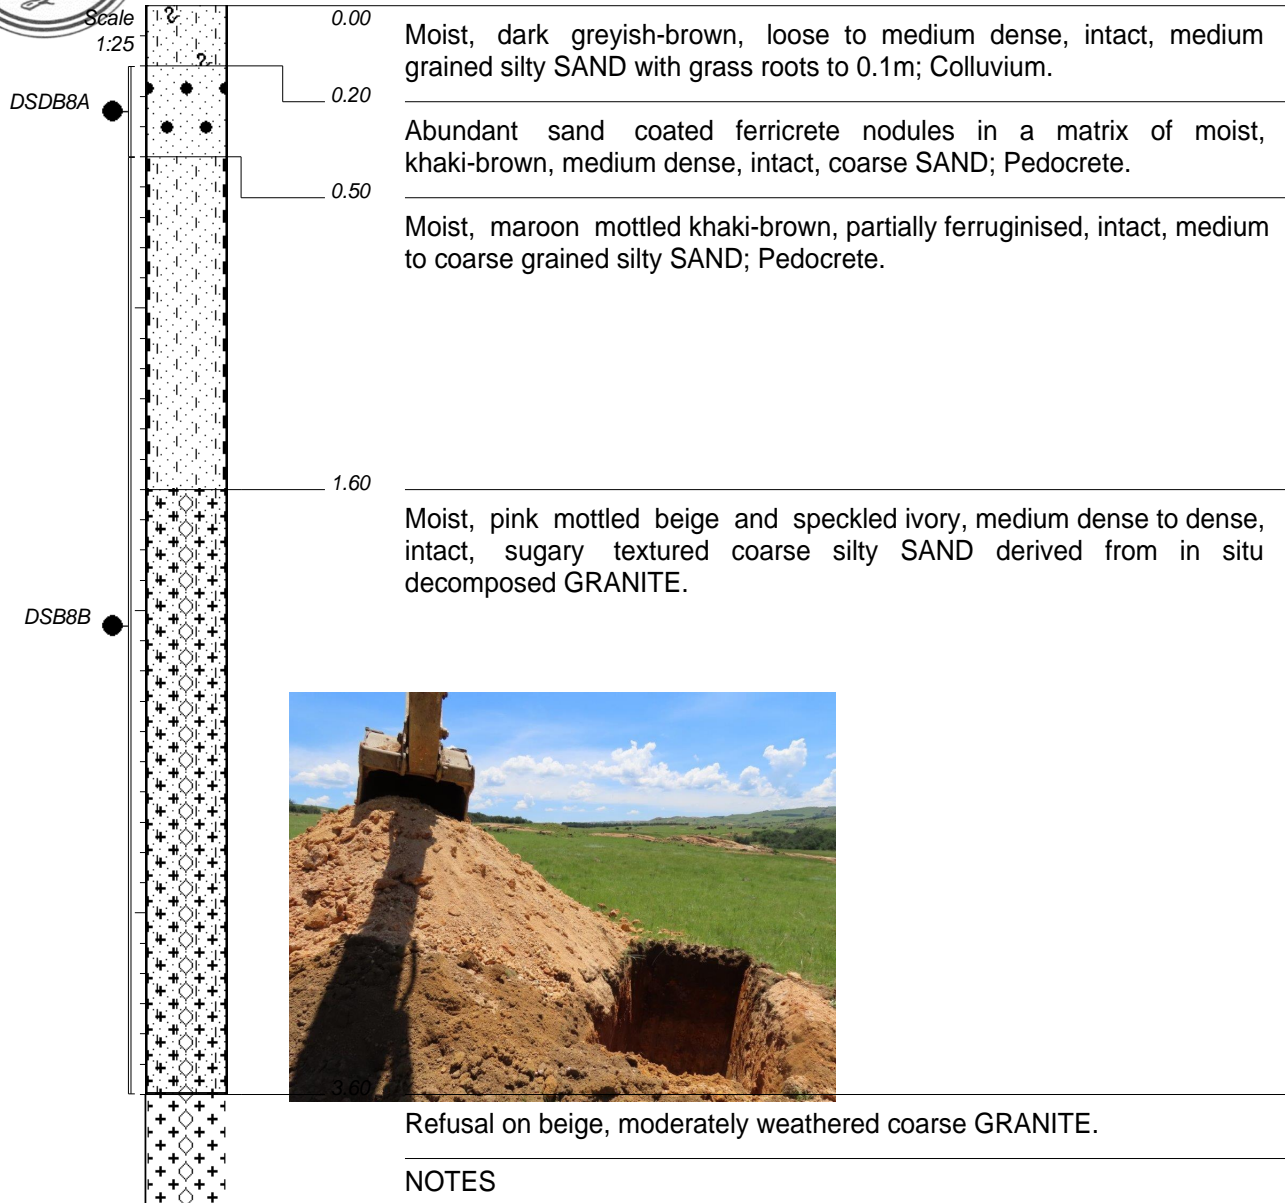 Scale
1:25
0.00
Moist, dark greyish-brown, loose to medium dense, intact, medium
grained silty SAND with grass roots to 0.1m; Colluvium.
DSDB8A
0.20
Abundant sand coated ferricrete nodules in a matrix of moist,
khaki-brown, medium dense, intact, coarse SAND; Pedocrete.
0.50
Moist, maroon mottled khaki-brown, partially ferruginised, intact, medium
to coarse grained silty SAND; Pedocrete.
1.60
Moist, pink mottled beige and speckled ivory, medium dense to dense,
intact, sugary textured coarse silty SAND derived from in situ
decomposed GRANITE.
DSB8B
3.60
Refusal on beige, moderately weathered coarse GRANITE.
NOTES